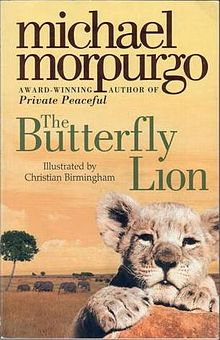 michael
morpurgo
AWARD-WINNING AUTHOR OF
Private Peaceful
The
Butterfly
Lion
Illustrated by
Christian Birmingham